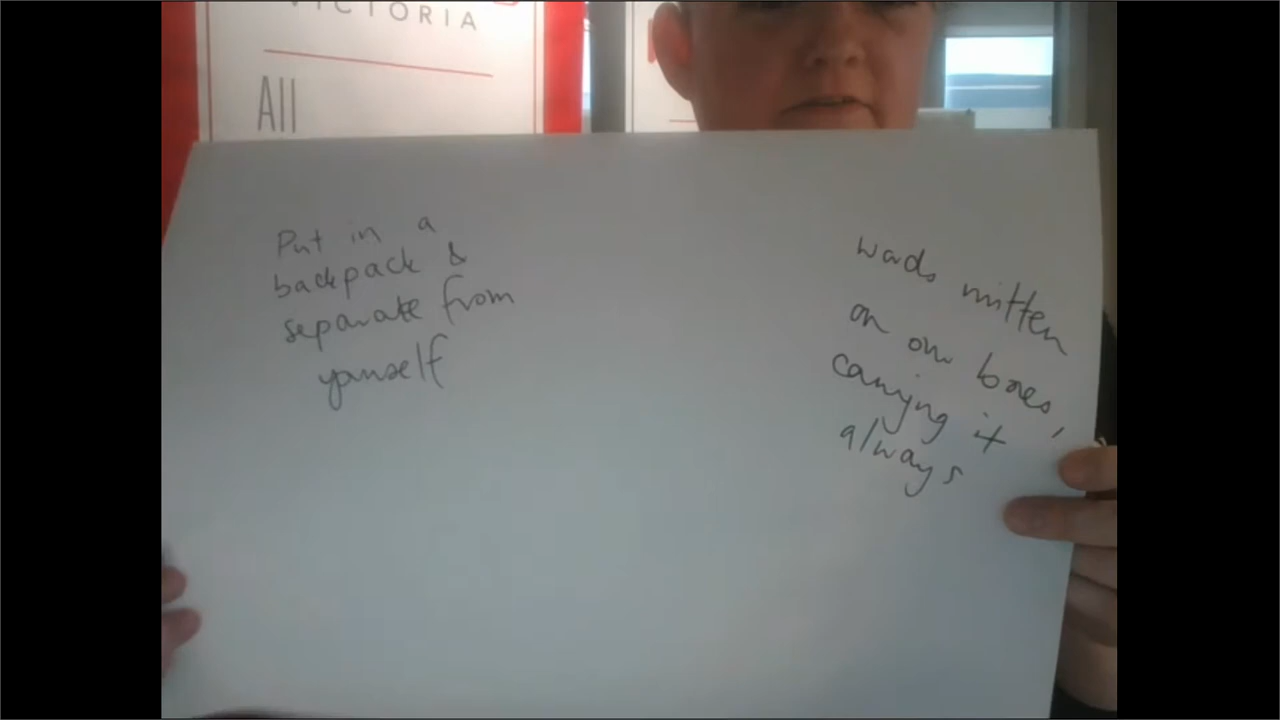 VICTORIA
All
Put in a
backpack &
separate from
yourself
words written
on our bones,
carrying it
always